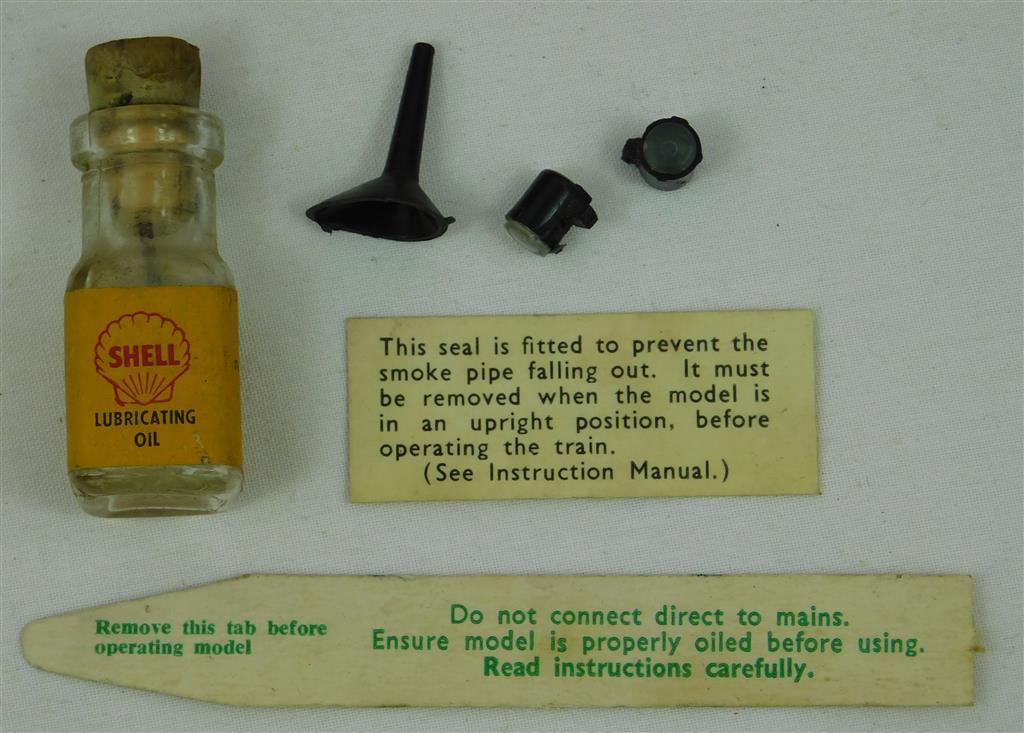 SHELL
LUBRICATING
OIL
This seal is fitted to prevent the
smoke pipe falling out. It must
be removed when the model is
in an upright position, before
operating the train.
(See Instruction Manual.)
Remove this tab before
operating model
Do not connect direct to mains.
Ensure model is properly oiled before using.
Read instructions carefully.